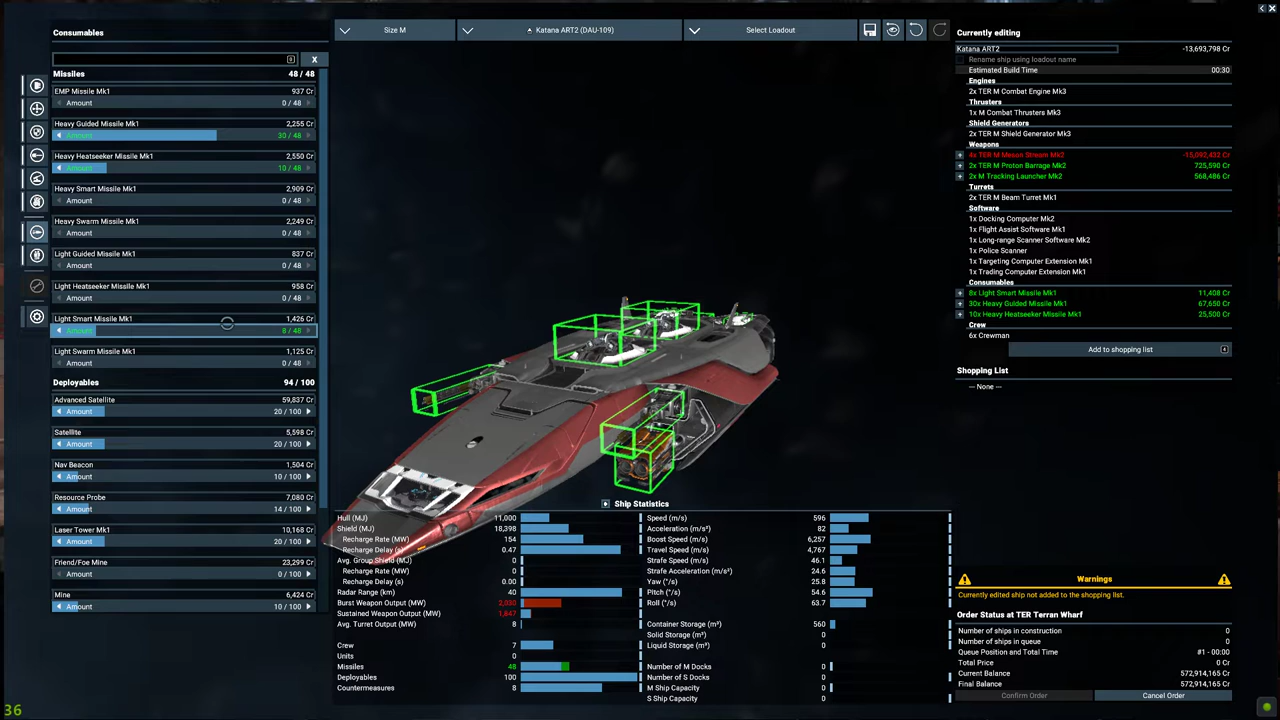 Consumables
X
Missiles 48 / 48
EMP Missile Mk1 937 Cr
Amount 0 / 48
Heavy Guided Missile Mk1 2,255 Cr
Amount 30 / 48
Heavy Heatseeker Missile Mk1 2,550 Cr
Amount 10 / 48
Heavy Smart Missile Mk1 2,909 Cr
Amount 0 / 48
Heavy Swarm Missile Mk1 2,249 Cr
Amount 0 / 48
Light Guided Missile Mk1 837 Cr
Amount 0 / 48
Light Heatseeker Missile Mk1 958 Cr
Amount 0 / 48
Light Smart Missile Mk1 1,426 Cr
Amount 8 / 48
Light Swarm Missile Mk1 1,125 Cr
Amount 0 / 48
Deployables 94 / 100
Advanced Satellite 59,837 Cr
Amount 20 / 100
Satellite 5,598 Cr
Amount 20 / 100
Nav Beacon 1,504 Cr
Amount 10 / 100
Resource Probe 7,080 Cr
Amount 14 / 100
Laser Tower Mk1 10,168 Cr
Amount 20 / 100
Friend/Foe Mine 23,299 Cr
Amount 0 / 100
Mine 6,424 Cr
Amount 10 / 100
36
Size M
Katana ART2 (DAU-109)
Select Loadout
Ship Statistics
Hull (MJ) 11,000
Shield (MJ) 18,398
Recharge Rate (MW) 154
Recharge Delay (s) 0.47
Avg. Group Shield (MJ) 0
Recharge Rate (MW) 0
Recharge Delay (s) 0.00
Radar Range (km) 40
Burst Weapon Output (MW) 2,030
Sustained Weapon Output (MW) 1,847
Avg. Turret Output (MW) 8
Crew 7
Units 0
Missiles 48
Deployables 100
Countermeasures 8
Speed (m/s) 596
Acceleration (m/s²) 82
Boost Speed (m/s) 6,257
Travel Speed (m/s) 4,767
Strafe Speed (m/s) 46.1
Strafe Acceleration (m/s²) 24.6
Yaw (°/s) 25.8
Pitch (°/s) 54.6
Roll (°/s) 63.7
Container Storage (m³) 560
Solid Storage (m³) 0
Liquid Storage (m³) 0
Number of M Docks 0
Number of S Docks 0
M Ship Capacity 0
S Ship Capacity 0
Currently editing
Katana ART2 -13,693,798 Cr
Rename ship using loadout name
Estimated Build Time 00:30
Engines
2x TER M Combat Engine Mk3
Thrusters
1x M Combat Thrusters Mk3
Shield Generators
2x TER M Shield Generator Mk3
Weapons
4x TER M Meson Stream Mk2 -15,092,432 Cr
2x TER M Proton Barrage Mk2 725,590 Cr
2x M Tracking Launcher Mk2 568,486 Cr
Turrets
2x TER M Beam Turret Mk1
Software
1x Docking Computer Mk2
1x Flight Assist Software Mk1
1x Long-range Scanner Software Mk2
1x Police Scanner
1x Targeting Computer Extension Mk1
1x Trading Computer Extension Mk1
Consumables
8x Light Smart Missile Mk1 11,408 Cr
30x Heavy Guided Missile Mk1 67,650 Cr
10x Heavy Heatseeker Missile Mk1 25,500 Cr
Crew
6x Crewman
Add to shopping list
Shopping List
--- None ---
Warnings
Currently edited ship not added to the shopping list.
Order Status at TER Terran Wharf
Number of ships in construction 0
Number of ships in queue 0
Queue Position and Total Time #1 - 00:00
Total Price 0 Cr
Current Balance 572,914,165 Cr
Final Balance 572,914,165 Cr
Confirm Order
Cancel Order